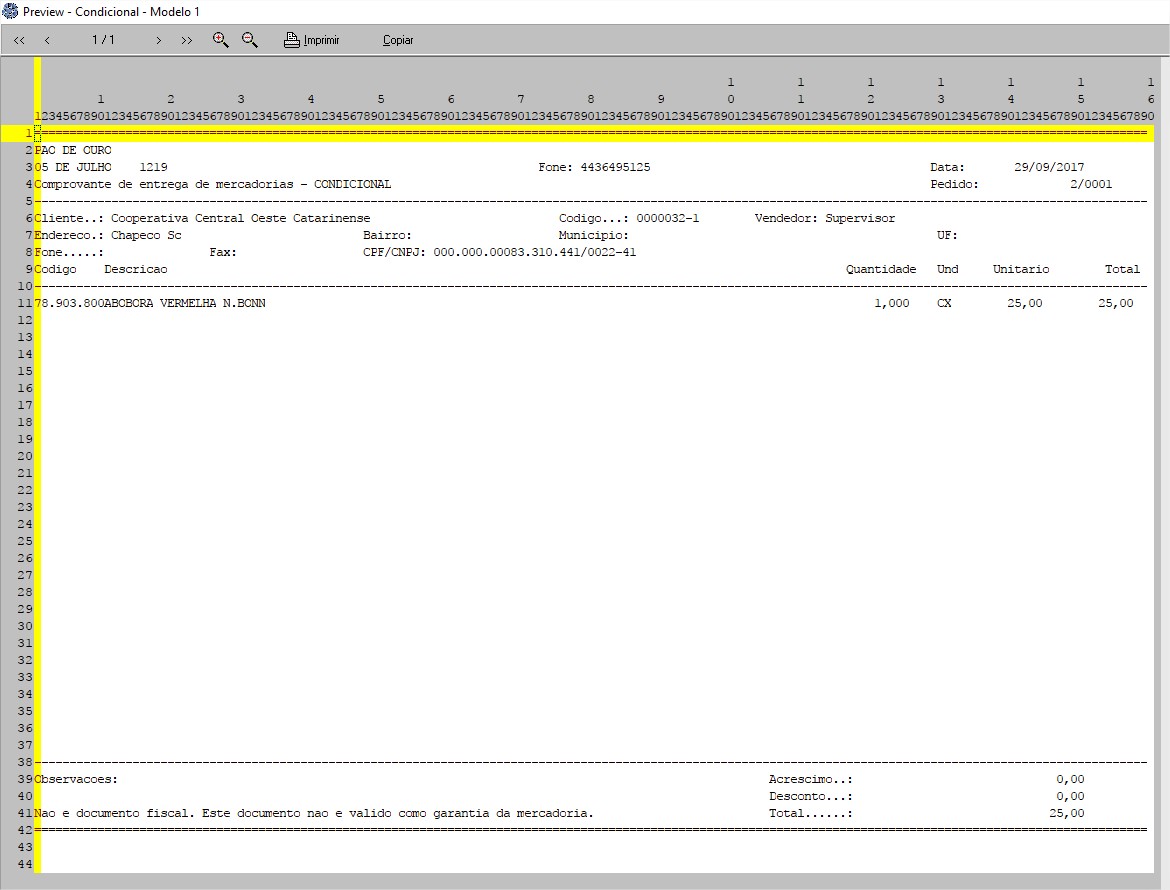 Preview - Condicional - Modelo 1
<< < 1 / 1 > >> Imprimir Copiar
1 1 1 1 1 1 1
1 2 3 4 5 6 7 8 9 0 1 2 3 4 5 6
1234567890123456789012345678901234567890123456789012345678901234567890123456789012345678901234567890123456789012345678901234567890123456789012345678901234567890
1
2 PAO DE OURO
3 05 DE JULHO 1219 Fone: 4436495125 Data: 29/09/2017
4 Comprovante de entrega de mercadorias - CONDICIONAL Pedido: 2/0001
5
6 Cliente..: Cooperativa Central Oeste Catarinense Codigo...: 0000032-1 Vendedor: Supervisor
7 Endereco.: Chapeco Sc Bairro: Municipio: UF:
8 Fone.....: Fax: CPF/CNPJ: 000.000.00083.310.441/0022-41
9 Codigo Descricao Quantidade Und Unitario Total
10
11 78.903.800ABOBORA VERMELHA N.BONN 1,000 CX 25,00 25,00
12
13
14
15
16
17
18
19
20
21
22
23
24
25
26
27
28
29
30
31
32
33
34
35
36
37
38
39 Observacoes: Acrescimo..: 0,00
40 Desconto...: 0,00
41 Nao e documento fiscal. Este documento nao e valido como garantia da mercadoria. Total......: 25,00
42
43
44